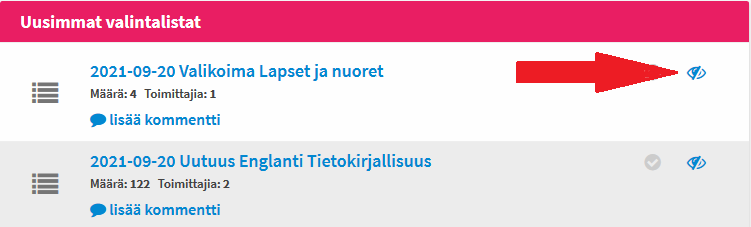 Uusimmat valintalistat
2021-09-20 Valikoima Lapset ja nuoret
Määrä: 4 Toimittajia: 1
lisää kommentti
2021-09-20 Uutuus Englanti Tietokirjallisuus
Määrä: 122 Toimittajia: 2
lisää kommentti